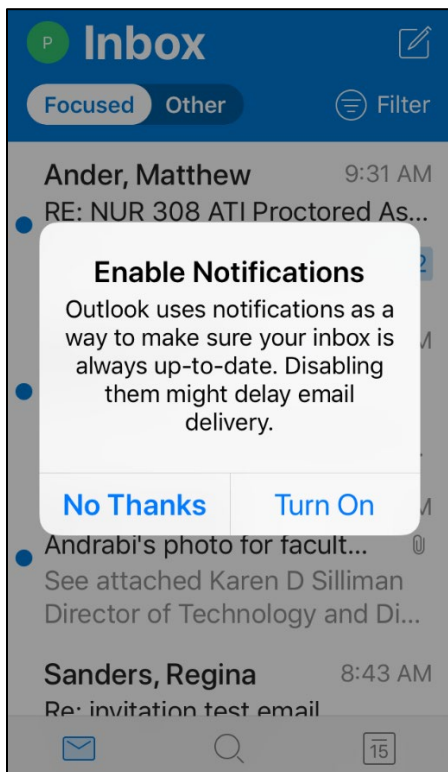 P Inbox
Focused Other Filter
Ander, Matthew 9:31 AM
RE: NUR 308 ATI Proctored As...
2
Enable Notifications
Outlook uses notifications as a
way to make sure your inbox is
always up-to-date. Disabling
them might delay email
delivery.
No Thanks Turn On
Andrabi's photo for facult...
See attached Karen D Silliman
Director of Technology and Di...
Sanders, Regina 8:43 AM
Re: invitation test email
15